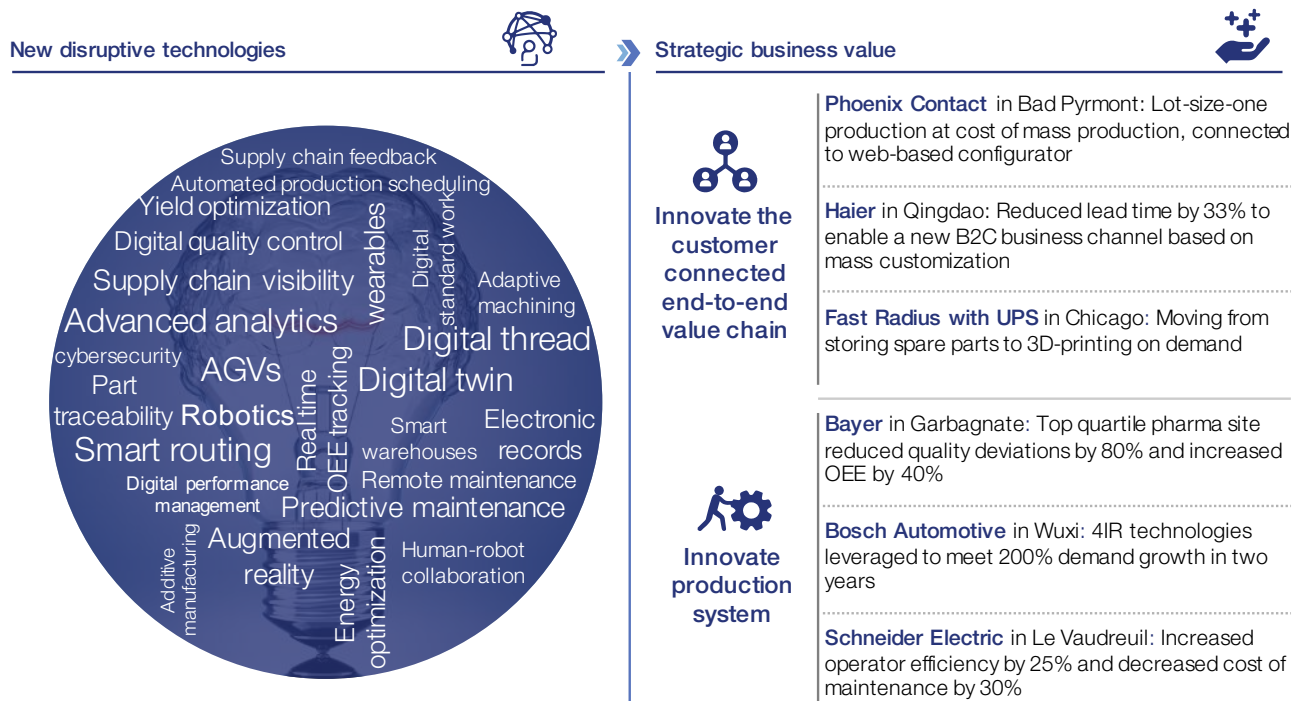 New disruptive technologies
Supply chain feedback
Automated production scheduling
Yield optimization
Digital quality control
Supply chain visibility
wearables
Digital
standard work
Adaptive
machining
Advanced analytics
Digital thread
cybersecurity
AGVs
Digital twin
Part
traceability
Robotics
Realtime
OEE tracking
Smart
warehouses
Electronic
records
Smart routing
Remote maintenance
Digital performance
management
Predictive maintenance
Augmented
reality
Additive
manufacturing
Energy
optimization
Human-robot
collaboration
Strategic business value
Innovate the
customer
connected
end-to-end
value chain
Phoenix Contact in Bad Pyrmont: Lot-size-one
production at cost of mass production, connected
to web-based configurator
Haier in Qingdao: Reduced lead time by 33% to
enable a new B2C business channel based on
mass customization
Fast Radius with UPS in Chicago: Moving from
storing spare parts to 3D-printing on demand
Innovate
production
system
Bayer in Garbagnate: Top quartile pharma site
reduced quality deviations by 80% and increased
OEE by 40%
Bosch Automotive in Wuxi: 4IR technologies
leveraged to meet 200% demand growth in two
years
Schneider Electric in Le Vaudreuil: Increased
operator efficiency by 25% and decreased cost of
maintenance by 30%